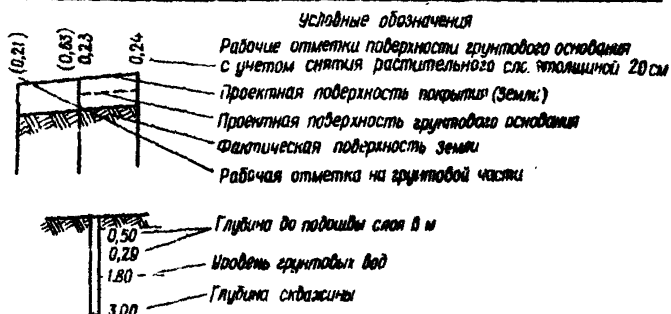 Условные обозначения
(0,21)
(0,83)
0,23
0,24
Рабочие отметки поверхности грунтового основания
с учетом снятия растительного толщиной 20 см
Проектная поверхность покрытия (Земли)
Проектная поверхность грунтового основания
Фактическая поверхность земли
Рабочая отметка на грунтовой части
0,50
0,29
1.80
3,00
Глубина до подошвы слоя в м
Уровень грунтовых вод
Глубина скважины